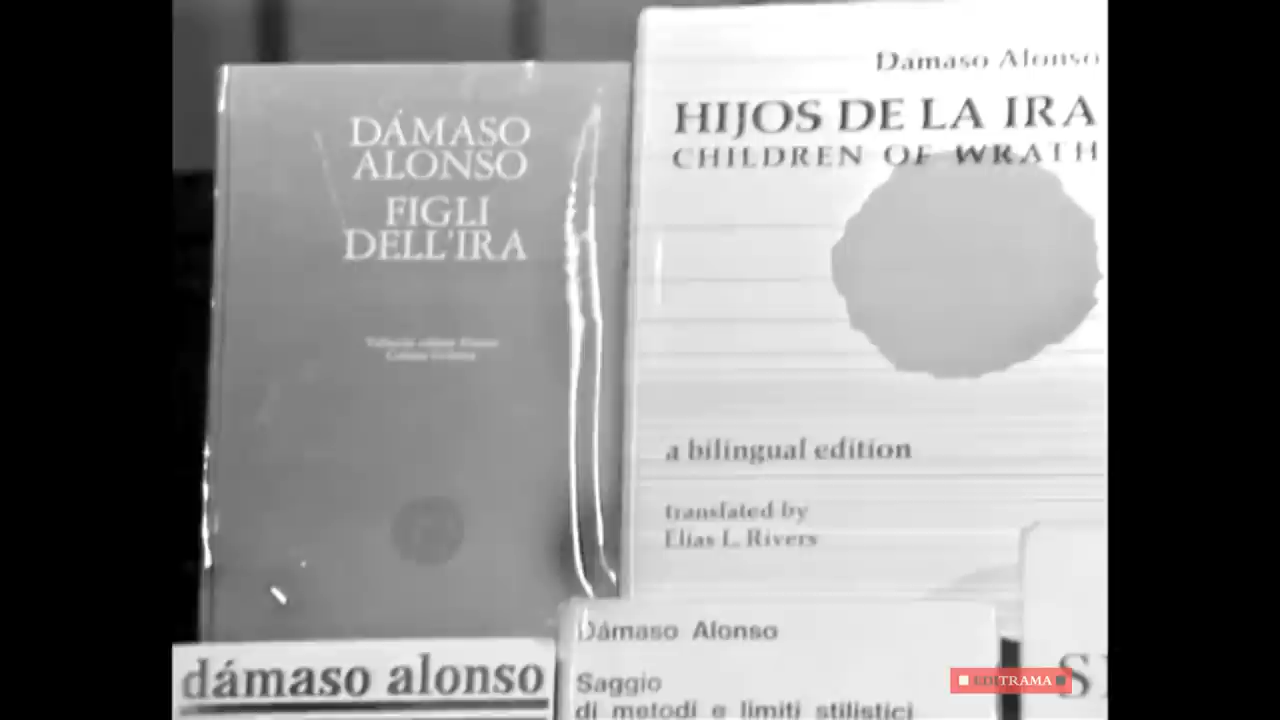 DÁMASO
ALONSO
FIGLI
DELL'IRA
Dámaso Alonso
HIJOS DE LA IRA
CHILDREN OF WRATH
a bilingual edition
translated by
Elias L. Rivers
dámaso alonso
Dámaso Alonso
Saggio
di metodi e limiti stilistici
EDITRAMA